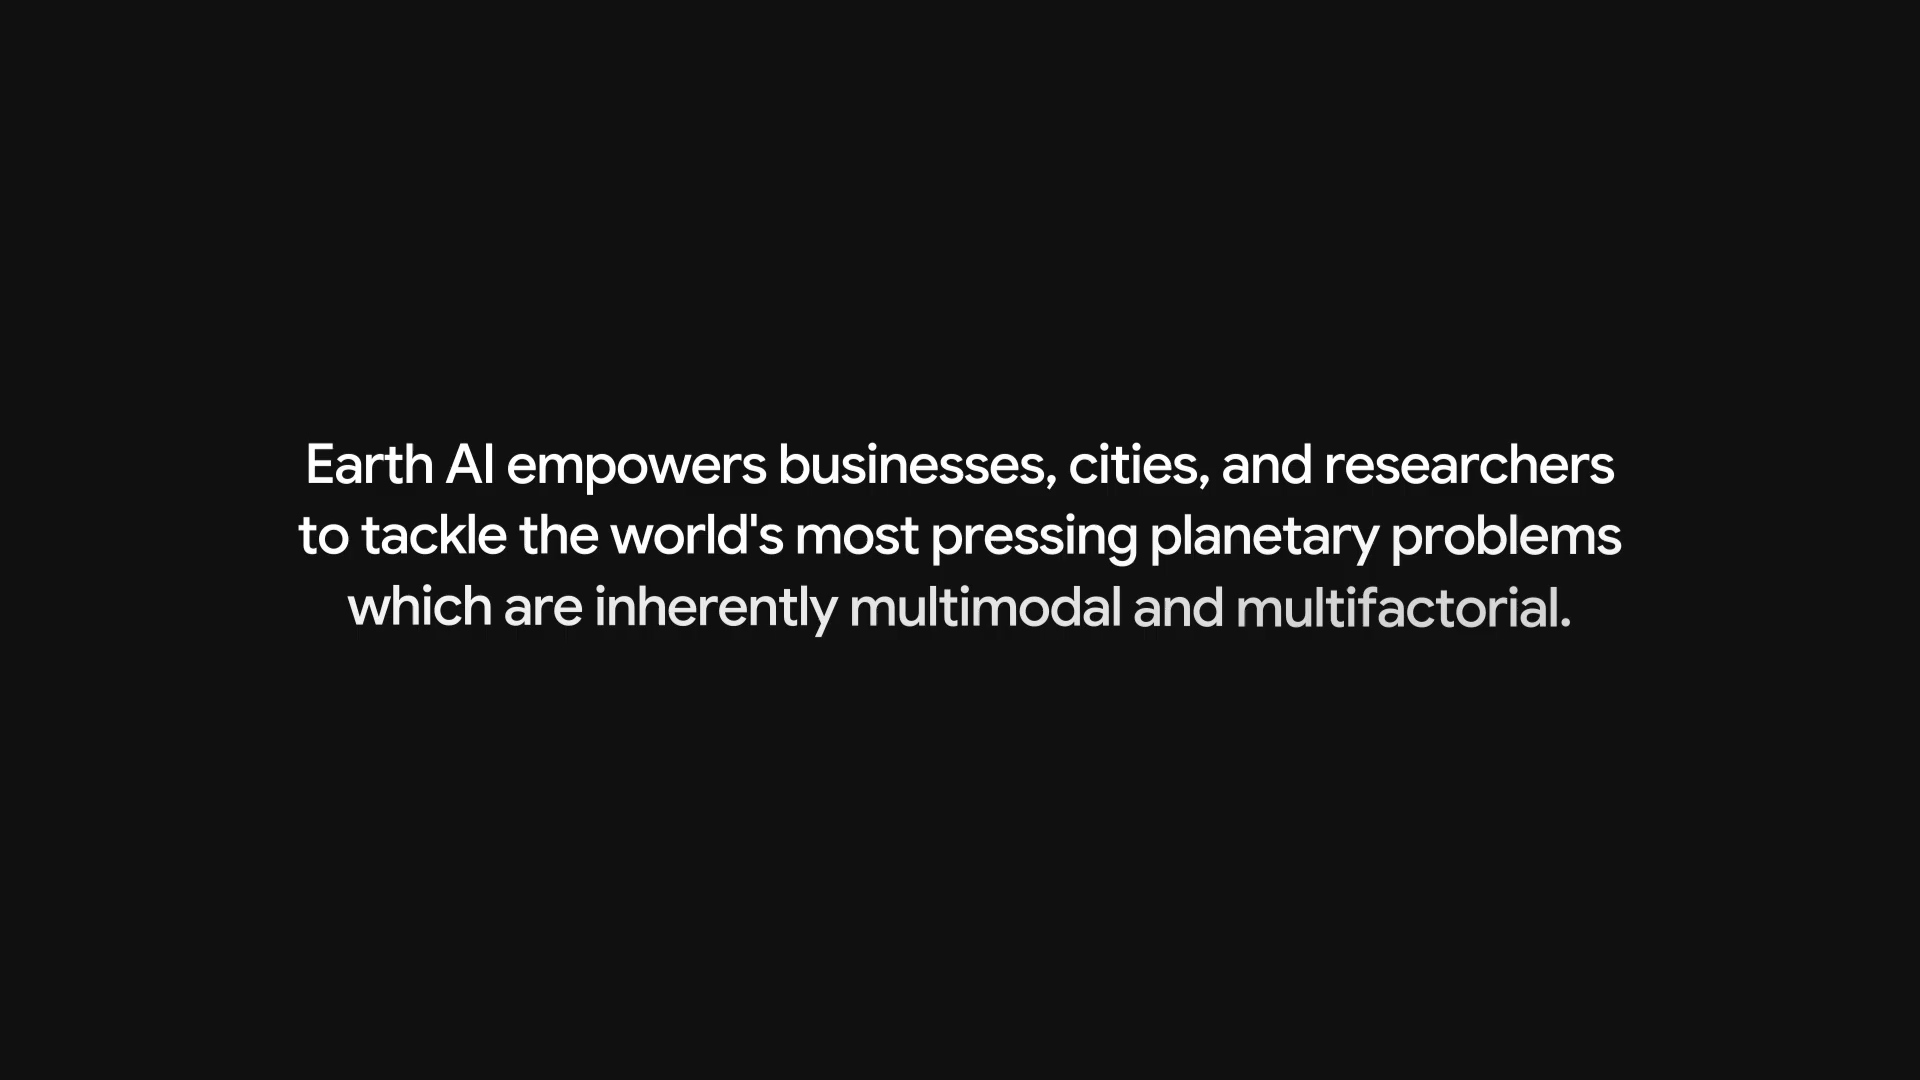 Earth AI empowers businesses, cities, and researchers
to tackle the world's most pressing planetary problems
which are inherently multimodal and multifactorial.